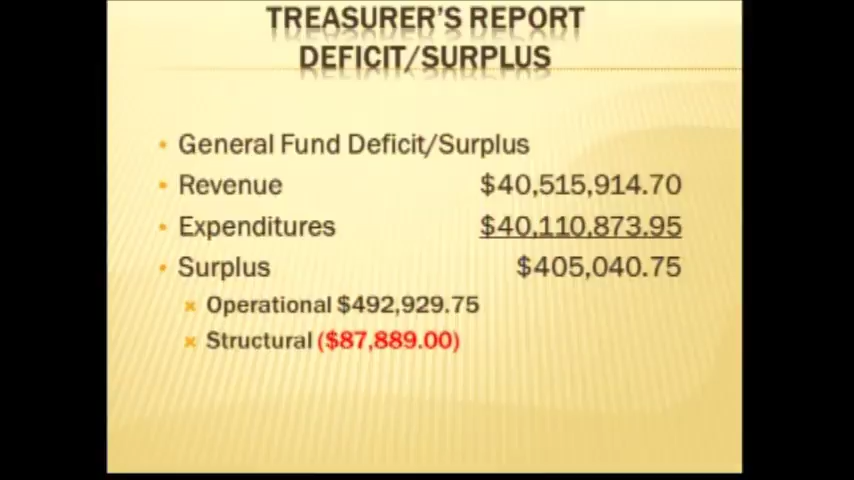 TREASURER'S REPORT
DEFICIT/SURPLUS
General Fund Deficit/Surplus
Revenue $40,515,914.70
Expenditures $40,110,873.95
Surplus $405,040.75
Operational $492,929.75
Structural ($87,889.00)